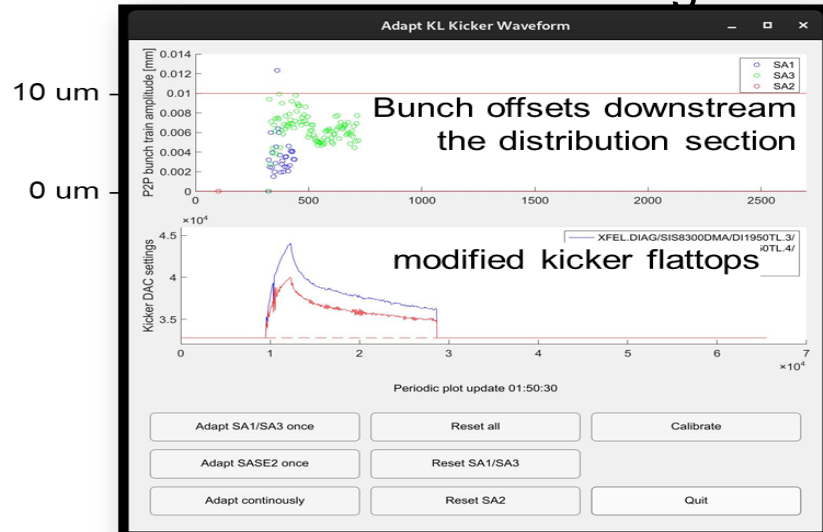 Adapt KL Kicker Waveform
P2P bunch train amplitude [mm]
0.014
0.012
0.01
0.008
0.006
0.004
0.002
0
10 um
0 um
SA1
SA3
SA2
Bunch offsets downstream
the distribution section
0 500 1000 1500 2000 2500
×10⁴
Kicker DAC settings
4.5
4
3.5
XFEL.DIAG/SIS8300DMA/DI1950TL.3/
i0TL.4/
modified kicker flattops
0 1 2 3 4 5 6 7
×10⁴
Periodic plot update 01:50:30
Adapt SA1/SA3 once Reset all Calibrate
Adapt SASE2 once Reset SA1/SA3
Adapt continously Reset SA2 Quit